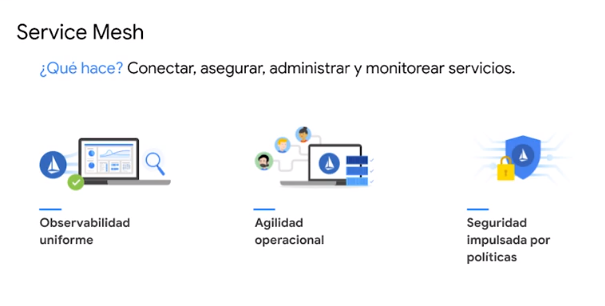 Service Mesh
¿Qué hace? Conectar, asegurar, administrar y monitorear servicios.
Observabilidad
uniforme
Agilidad
operacional
Seguridad
impulsada por
políticas